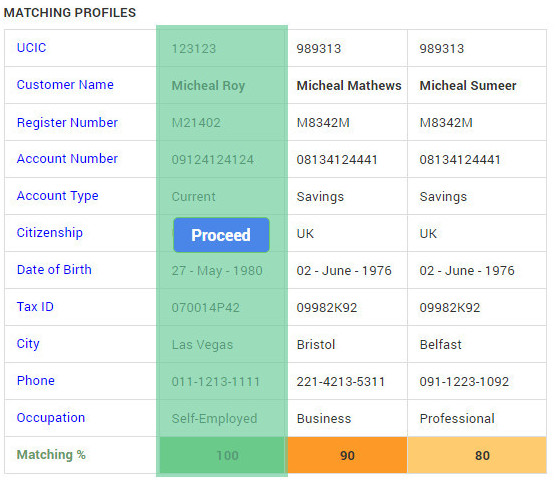 MATCHING PROFILES
UCIC 123123 989313 989313
Customer Name Micheal Roy Micheal Mathews Micheal Sumeer
Register Number M21402 M8342M M8342M
Account Number 09124124124 08134124441 08134124441
Account Type Current Savings Savings
Citizenship Proceed UK UK
Date of Birth 27 - May - 1980 02 - June - 1976 02 - June - 1976
Tax ID 070014P42 09982K92 09982K92
City Las Vegas Bristol Belfast
Phone 011-1213-1111 221-4213-5311 091-1223-1092
Occupation Self-Employed Business Professional
Matching % 100 90 80